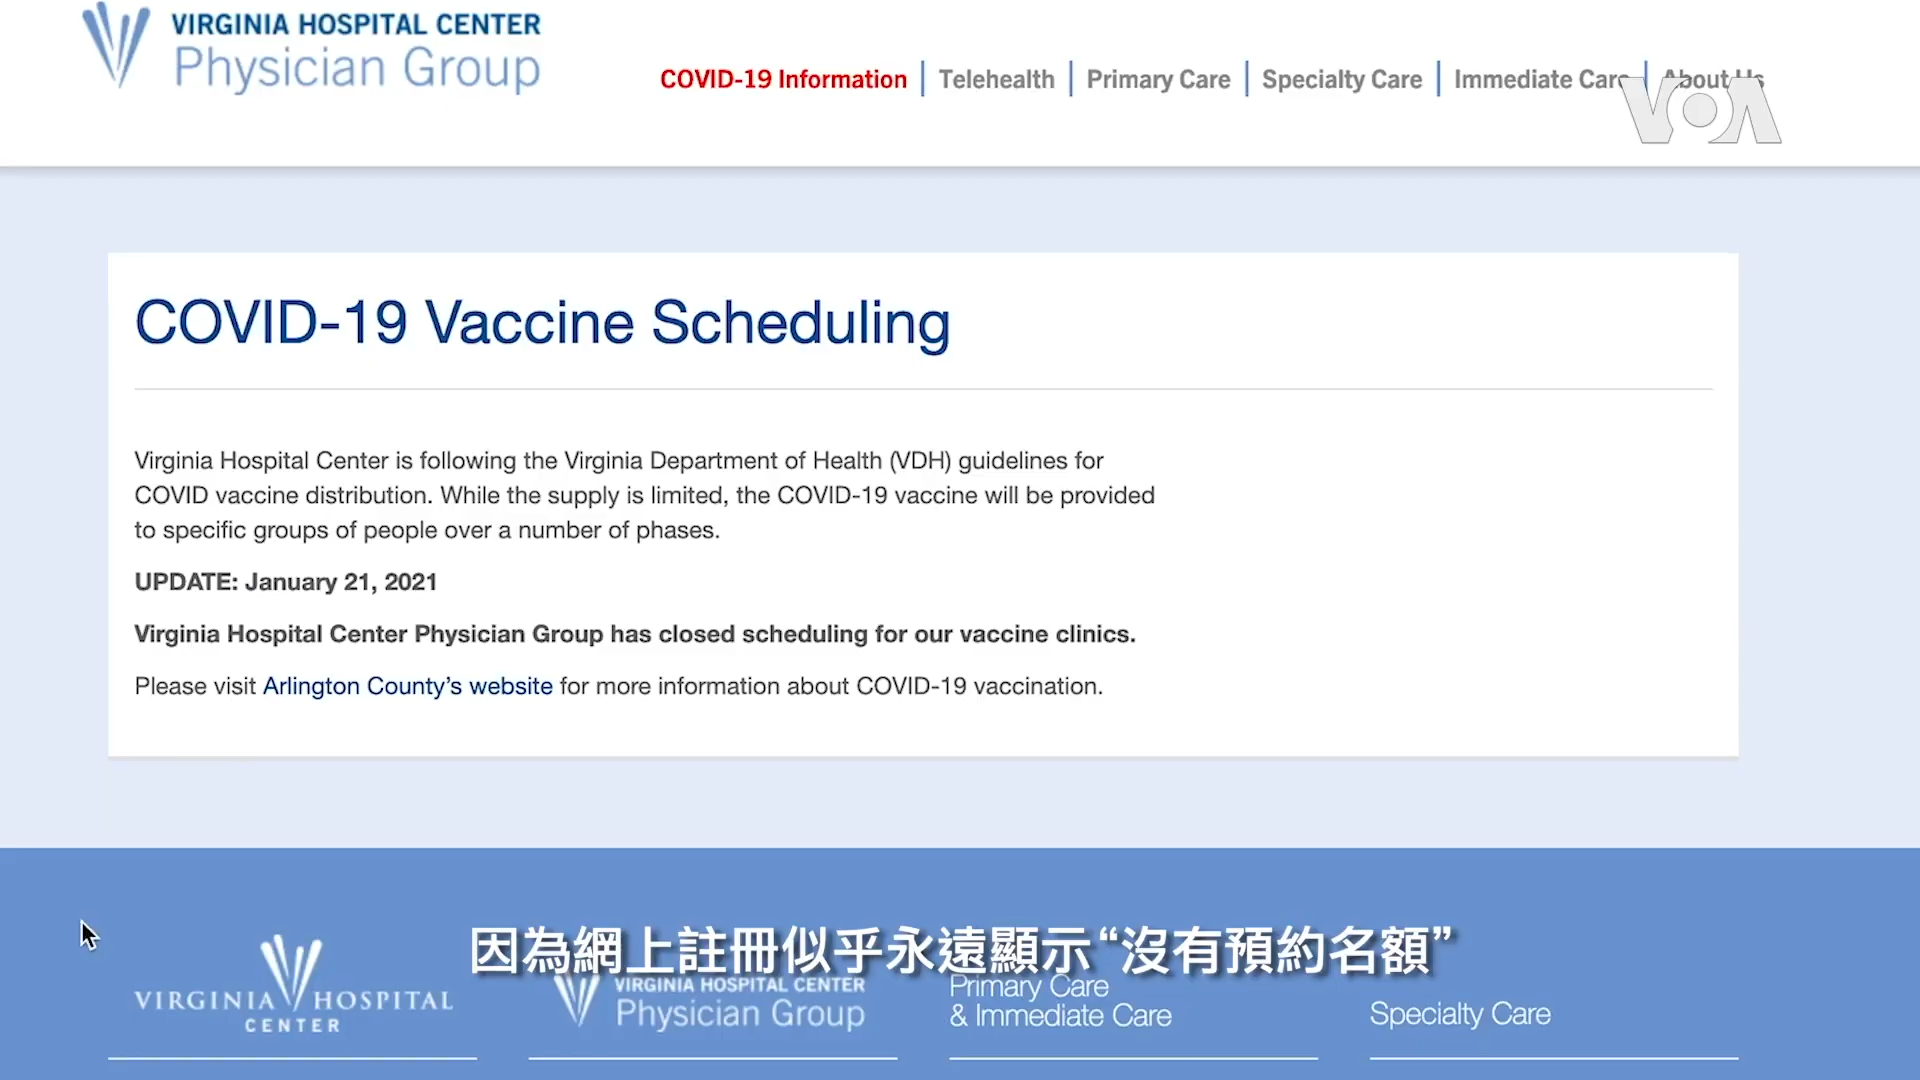 VIRGINIA HOSPITAL CENTER
Physician Group
COVID-19 Information
Telehealth
Primary Care
Specialty Care
Immediate Care
About Us
VOA
COVID-19 Vaccine Scheduling
Virginia Hospital Center is following the Virginia Department of Health (VDH) guidelines for
COVID vaccine distribution. While the supply is limited, the COVID-19 vaccine will be provided
to specific groups of people over a number of phases.
UPDATE: January 21, 2021
Virginia Hospital Center Physician Group has closed scheduling for our vaccine clinics.
Please visit Arlington County’s website for more information about COVID-19 vaccination.
因為網上註冊似乎永遠顯示“沒有預約名額”
VIRGINIA HOSPITAL
CENTER
VIRGINIA HOSPITAL CENTER
Physician Group
Primary Care
& Immediate Care
Specialty Care